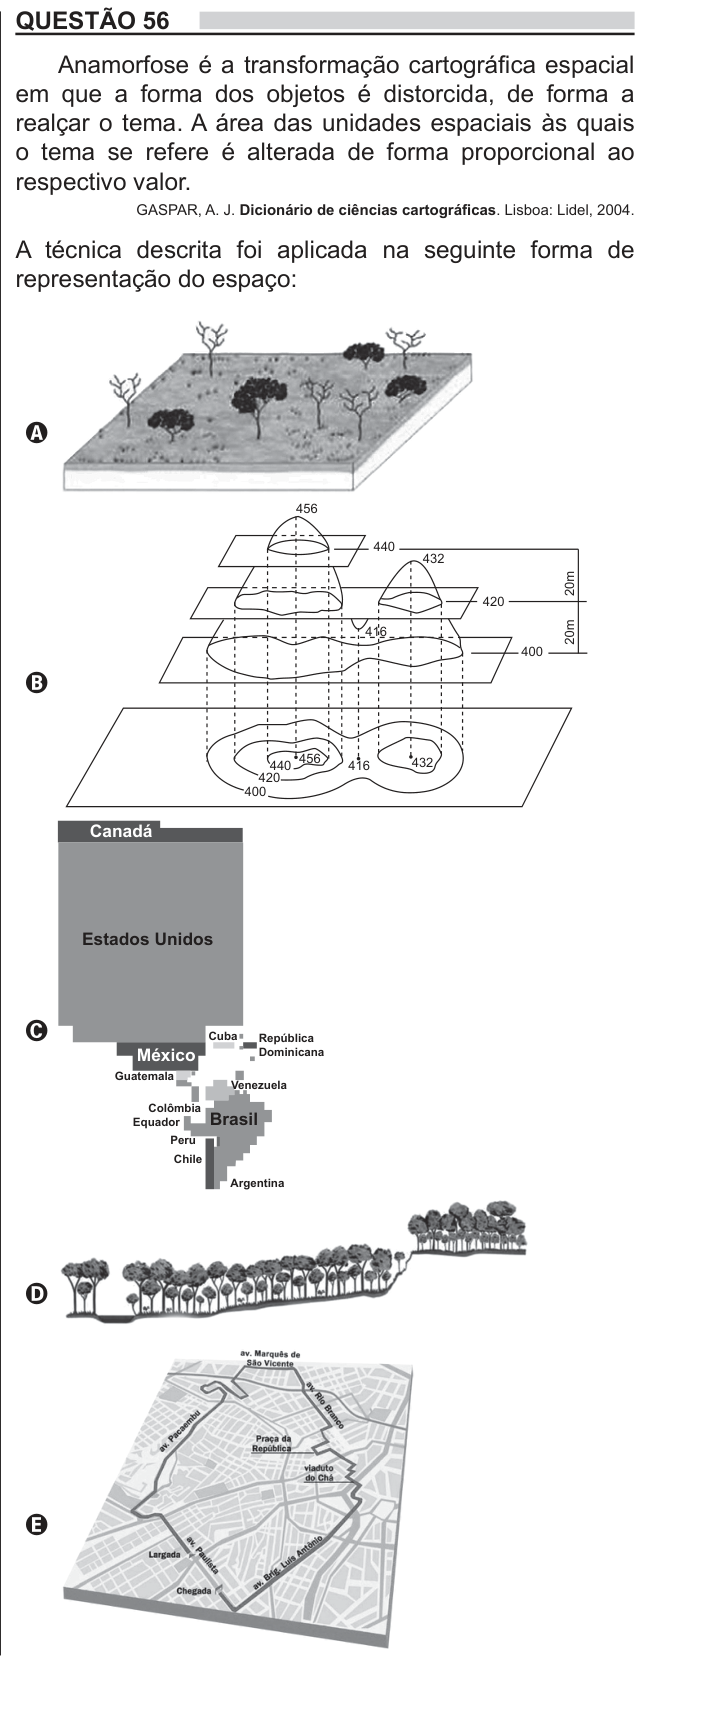 QUESTÃO 56
Anamorfose é a transformação cartográfica espacial
em que a forma dos objetos é distorcida, de forma a
realçar o tema. A área das unidades espaciais às quais
o tema se refere é alterada de forma proporcional ao
respectivo valor.
GASPAR, A. J. Dicionário de ciências cartográficas. Lisboa: Lidel, 2004.
A técnica descrita foi aplicada na seguinte forma de
representação do espaço:
A
456
440
432
20m
420
416
20m
400
B
456
440
416
432
420
400
Canadá
Estados Unidos
C
Cuba
República
Dominicana
México
Guatemala
Venezuela
Colômbia
Equador
Brasil
Peru
Chile
Argentina
D
av. Marquês de
São Vicente
av. Rio Branco
av. Pacaembu
Praça da
República
viaduto
do Chá
E
Largada
av. Paulista
av. Brig. Luís Antônio
Chegada